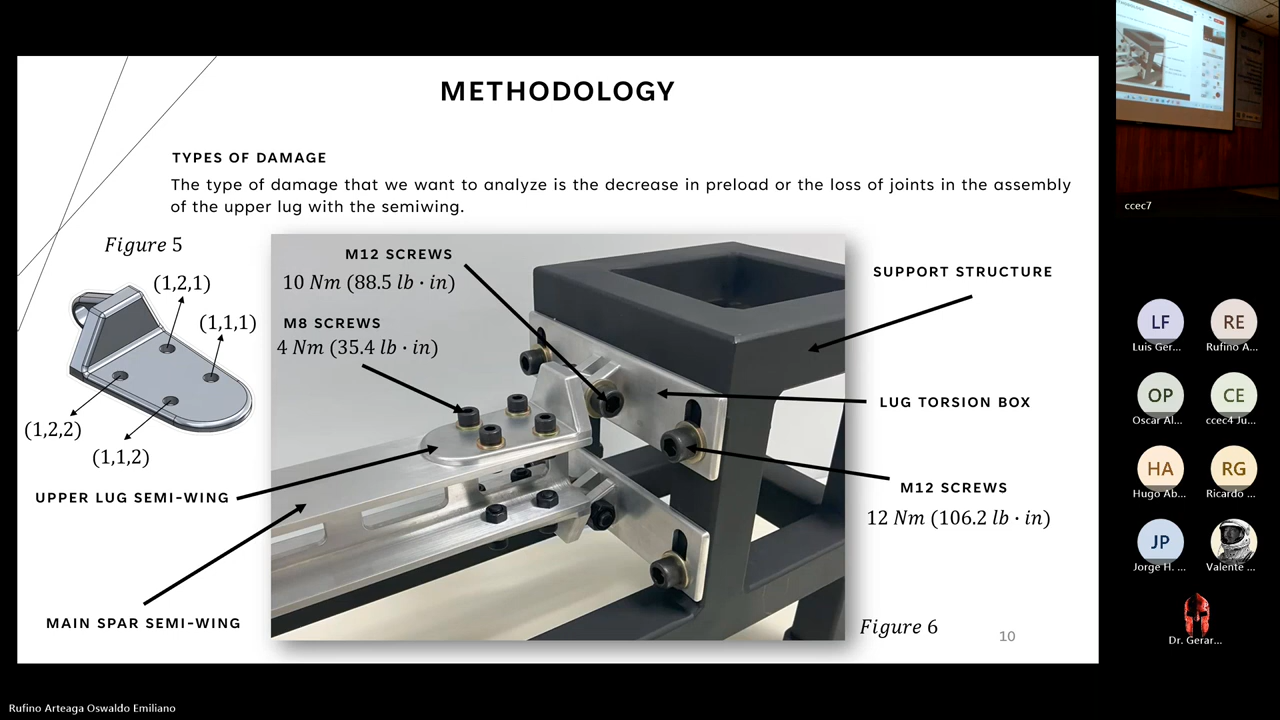 METHODOLOGY
TYPES OF DAMAGE
The type of damage that we want to analyze is the decrease in preload or the loss of joints in the assembly
of the upper lug with the semiwing.
Figure 5
(1,2,1)
(1,1,1)
(1,2,2)
(1,1,2)
M12 SCREWS
10 Nm (88.5 lb · in)
M8 SCREWS
4 Nm (35.4 lb · in)
SUPPORT STRUCTURE
LUG TORSION BOX
M12 SCREWS
12 Nm (106.2 lb · in)
UPPER LUG SEMI-WING
MAIN SPAR SEMI-WING
Figure 6
10
ccec7
LF
Luis Ger...
RE
Rufino A...
OP
Oscar Al...
CE
ccec4 Ju...
HA
Hugo Ab...
RG
Ricardo ...
JP
Jorge H. ...
Valente ...
Dr. Gerar...
Rufino Arteaga Oswaldo Emiliano